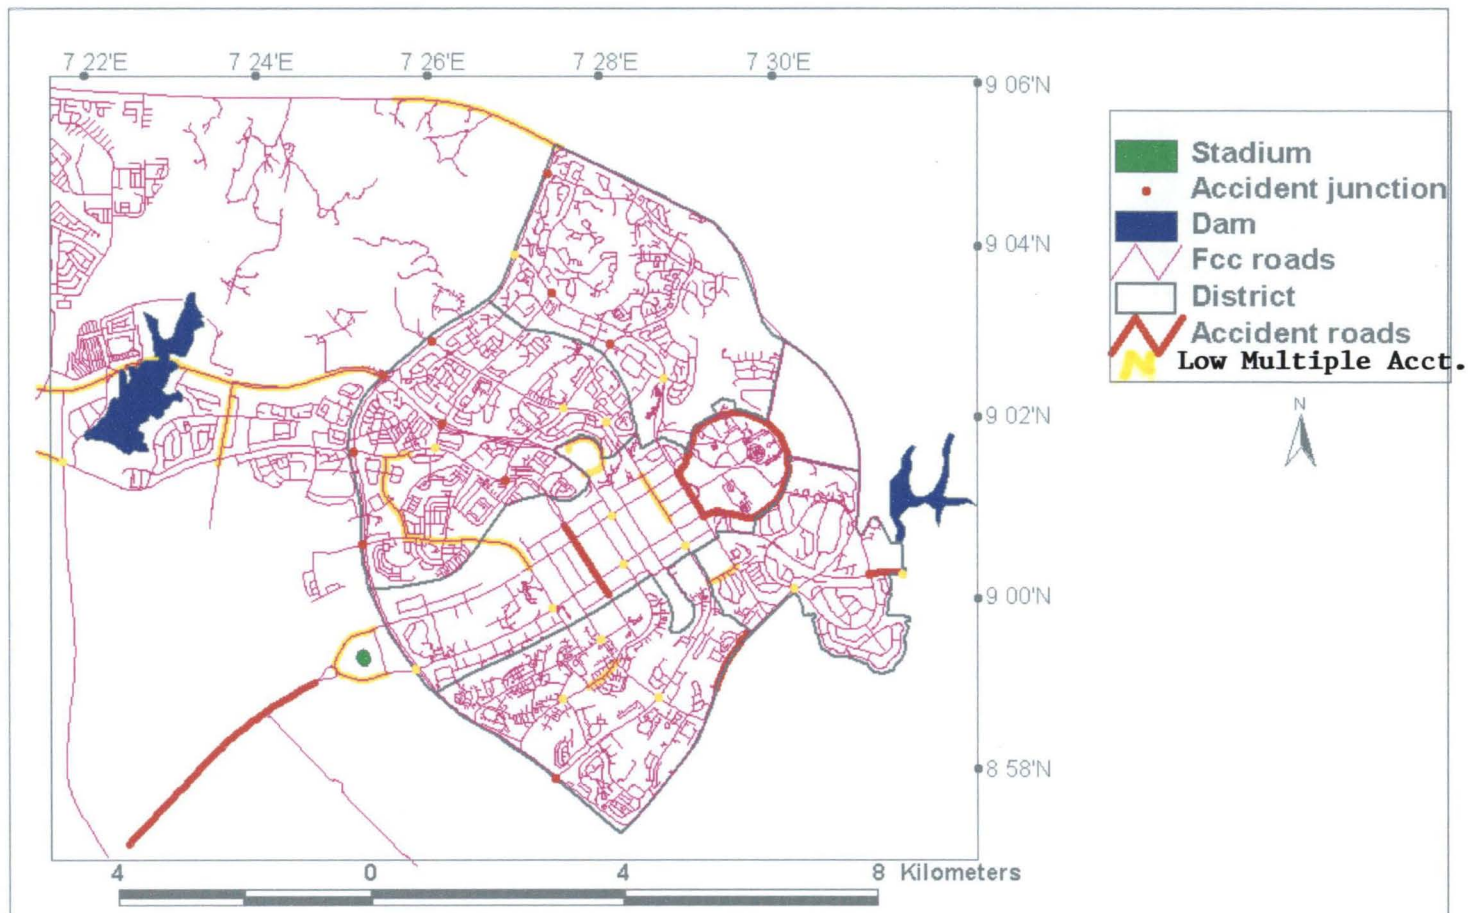 7 22'E 7 24'E 7 26'E 7 28'E 7 30'E
9 06'N
9 04'N
9 02'N
9 00'N
8 58'N
Stadium
Accident junction
Dam
Fcc roads
District
Accident roads
Low Multiple Acct.
N
4 0 4 8 Kilometers